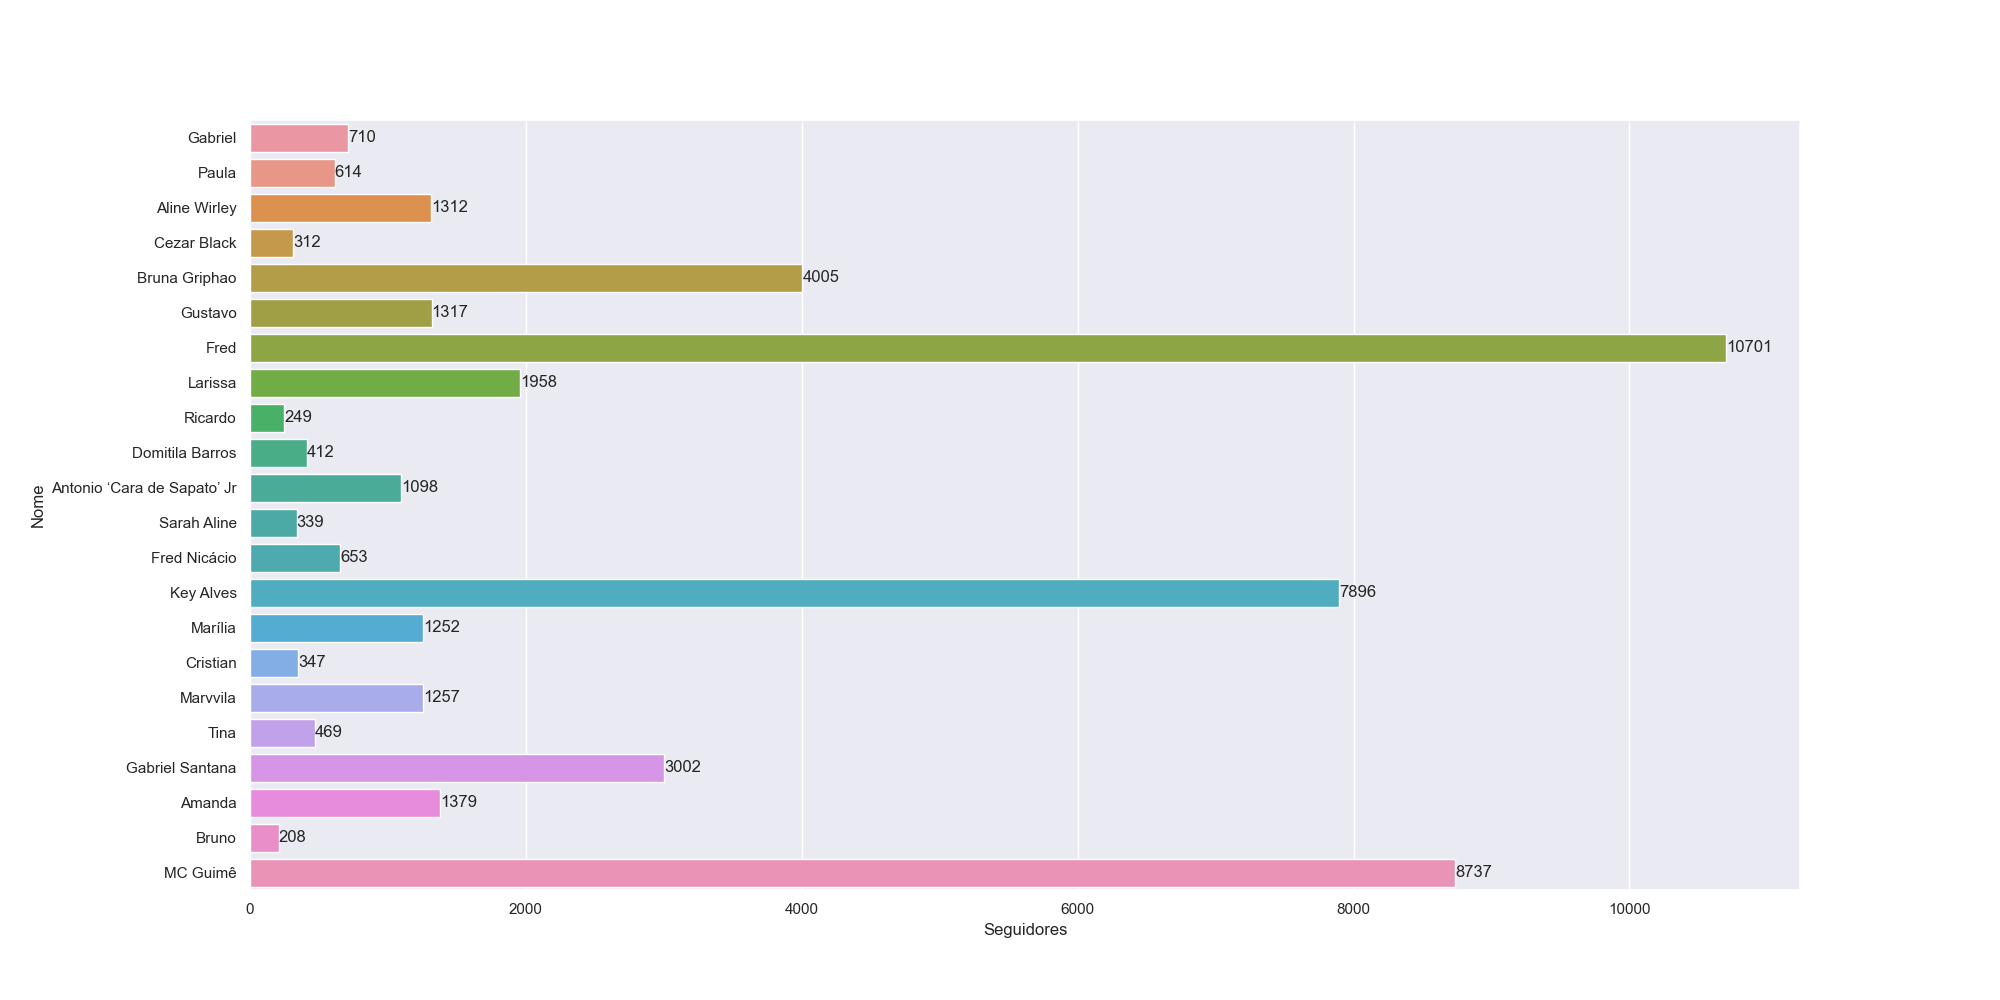 Gabriel 710
Paula 614
Aline Wirley 1312
Cezar Black 312
Bruna Griphao 4005
Gustavo 1317
Fred 10701
Larissa 1958
Ricardo 249
Domitila Barros 412
Antonio ‘Cara de Sapato’ Jr 1098
Sarah Aline 339
Fred Nicácio 653
Key Alves 7896
Marília 1252
Cristian 347
Marvvila 1257
Tina 469
Gabriel Santana 3002
Amanda 1379
Bruno 208
MC Guimê 8737
Nome
0 2000 4000 6000 8000 10000
Seguidores